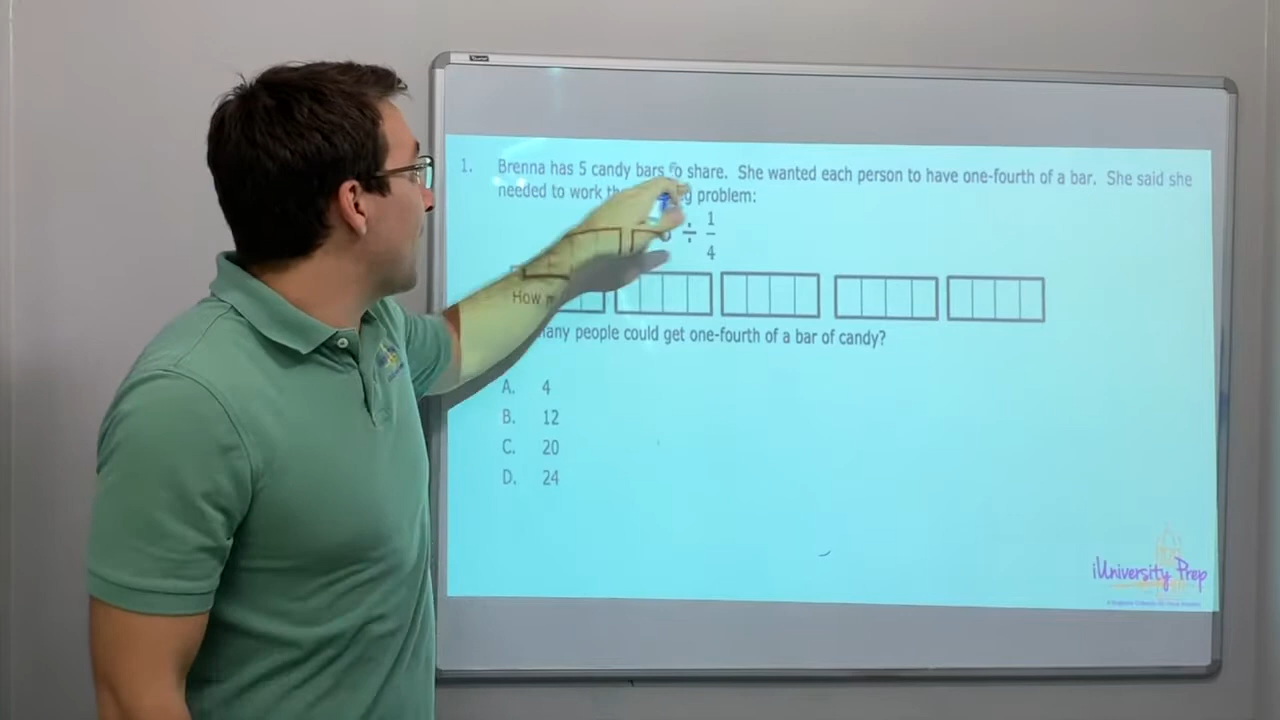 1. Brenna has 5 candy bars to share. She wanted each person to have one-fourth of a bar. She said she
needed to work problem:
÷ 1/4
How
many people could get one-fourth of a bar of candy?
A. 4
B. 12
C. 20
D. 24
iUniversity Prep